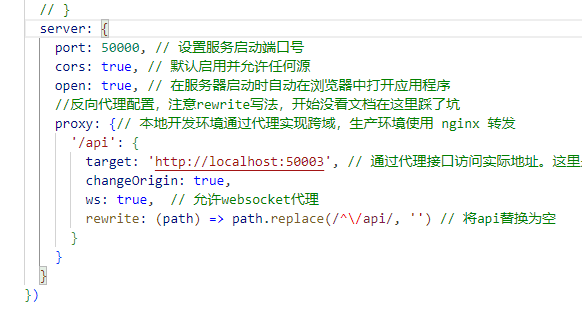 // }
server: {
port: 50000, // 设置服务启动端口号
cors: true, // 默认启用并允许任何源
open: true, // 在服务器启动时自动在浏览器中打开应用程序
//反向代理配置，注意rewrite写法，开始没看文档在这里踩了坑
proxy: {// 本地开发环境通过代理实现跨域，生产环境使用 nginx 转发
'/api': {
target: 'http://localhost:50003', // 通过代理接口访问实际地址。这里
changeOrigin: true,
ws: true,  // 允许websocket代理
rewrite: (path) => path.replace(/^\/api/, '') // 将api替换为空
}
}
}
})